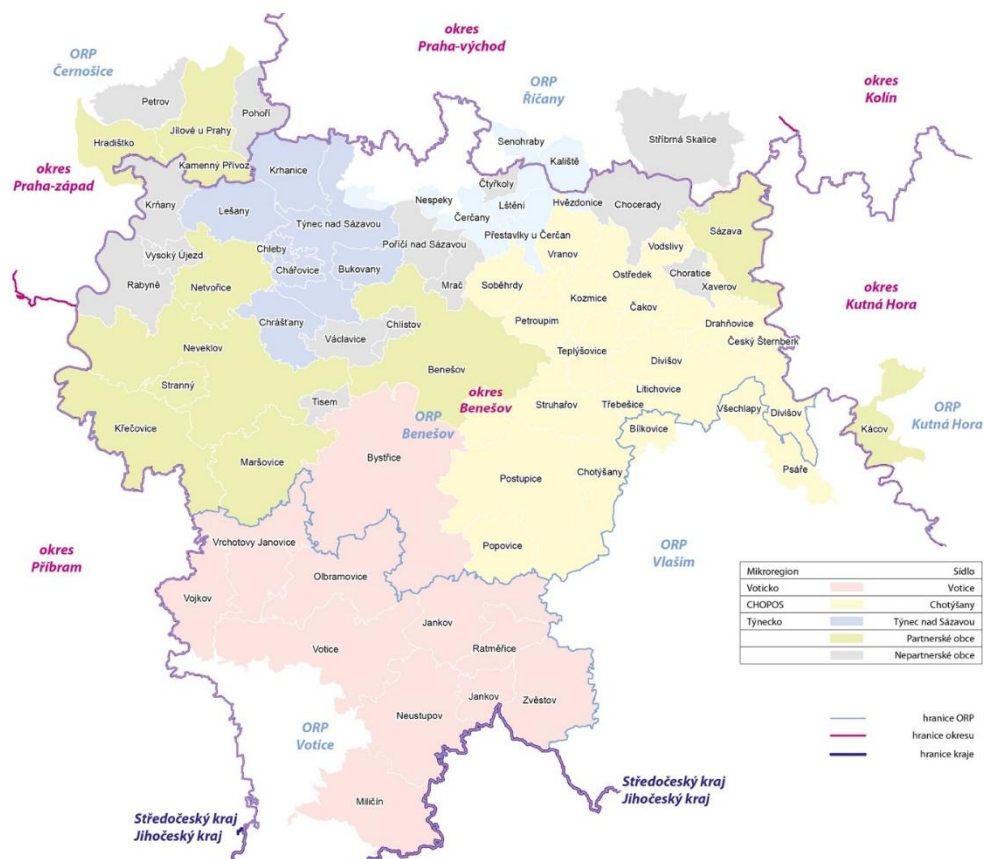 ORP
Černošice
okres
Praha-východ
ORP
Říčany
okres
Kolín
Petrov
Pohoří
Jílové u Prahy
Hradištko
Kamenný Přívoz
Senohraby
Kaliště
Stříbrná Skalice
okres
Praha-západ
Krhanice
Krňany
Lešany
Týnec nad Sázavou
Nespeky
Čtyřkoly
Lštění
Čerčany
Hvězdonice
Chocerady
Přestavlky u Čerčan
Sázava
Vysoký Újezd
Chleby
Chářovice
Bukovany
Poříčí nad Sázavou
Mrač
Vranov
Vodslivy
Ostředek
Choratice
Xaverov
Rabyně
Netvořice
Soběhrdy
Kozmice
Čakov
okres
Kutná Hora
Chrášťany
Václavice
Chlístov
Petroupim
Drahňovice
Český Šternberk
Neveklov
Stranný
Benešov
Teplýšovice
Divišov
Litichovice
Tisem
okres
Benešov
Struhařov
Třebešice
Všechlapy
Divišov
Křečovice
ORP
Benešov
Bílkovice
ORP
Kutná Hora
Kácov
Maršovice
Bystřice
Postupice
Chotýšany
Psáře
okres
Příbram
Vrchotovy Janovice
Popovice
ORP
Vlašim
Olbramovice
Vojkov
Jankov
Votice
Ratměřice
Jankov
Zvěstov
Neustupov
ORP
Votice
Miličín
Mikroregion Sídlo
Voticko Votice
CHOPOS Chotýšany
Týnecko Týnec nad Sázavou
Partnerské obce
Nepartnerské obce
hranice ORP
hranice okresu
hranice kraje
Středočeský kraj
Jihočeský kraj
Středočeský kraj
Jihočeský kraj